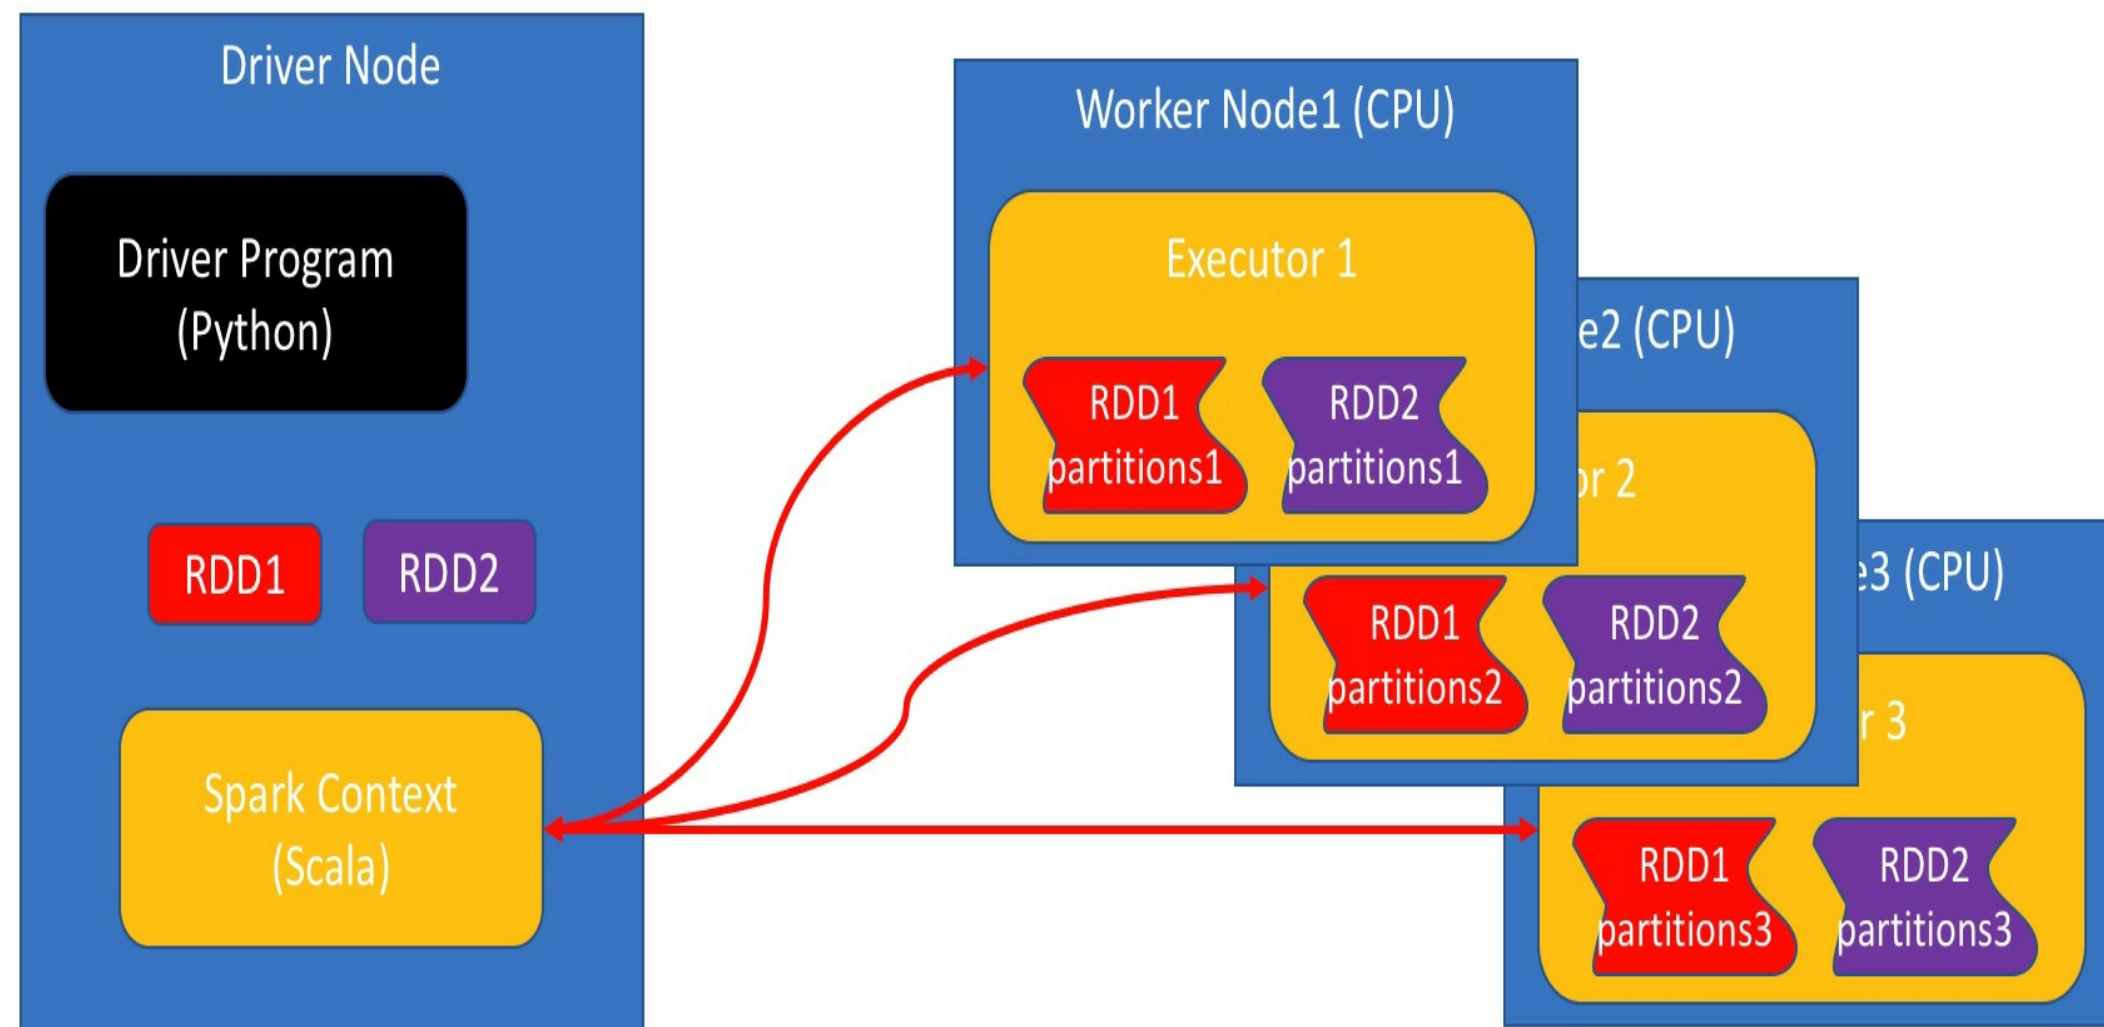 Driver Node
Driver Program
(Python)
RDD1
RDD2
Spark Context
(Scala)
Worker Node1 (CPU)
Executor 1
RDD1
partitions1
RDD2
partitions1
e2 (CPU)
or 2
RDD1
partitions2
RDD2
partitions2
e3 (CPU)
r 3
RDD1
partitions3
RDD2
partitions3